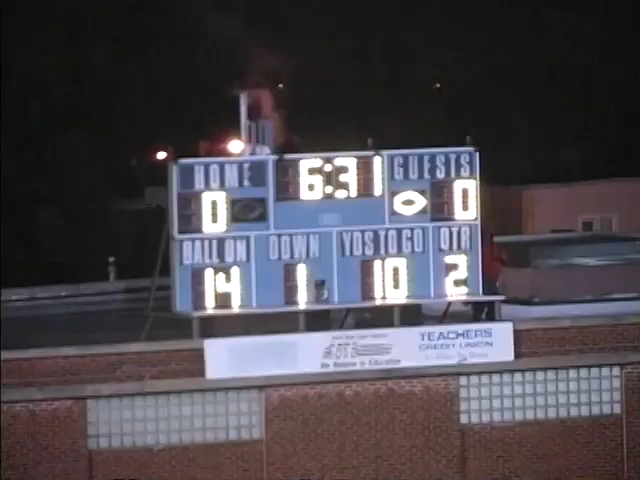 HOME 6:31 GUESTS
0 0
BALL ON DOWN YDS TO GO QTR
14 1 10 2
TEACHERS
CREDIT UNION